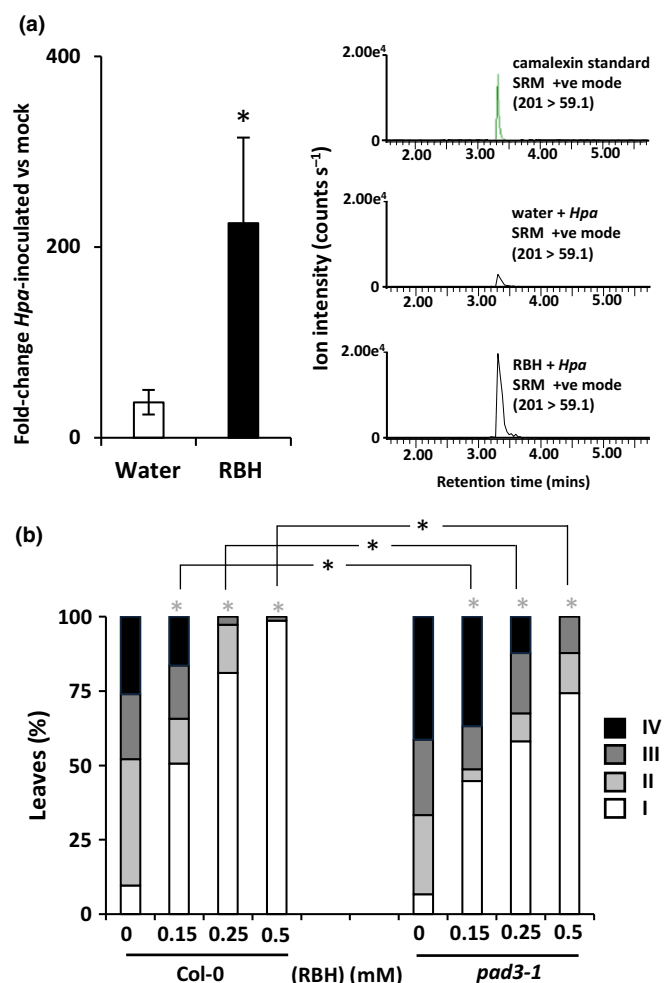 (a)
Fold-change Hpa-inoculated vs mock
400
200
0
*
Water
RBH
Ion intensity (counts s⁻¹)
2.00e⁴
camalexin standard
SRM +ve mode
(201 > 59.1)
0
2.00 3.00 4.00 5.00
2.00e⁴
water + Hpa
SRM +ve mode
(201 > 59.1)
0
2.00 3.00 4.00 5.00
2.00e⁴
RBH + Hpa
SRM +ve mode
(201 > 59.1)
0
2.00 3.00 4.00 5.00
Retention time (mins)
(b)
*
*
*
* * * * * *
Leaves (%)
100
75
50
25
0
IV
III
II
I
0 0.15 0.25 0.5 0 0.15 0.25 0.5
Col-0 (RBH) (mM) pad3-1